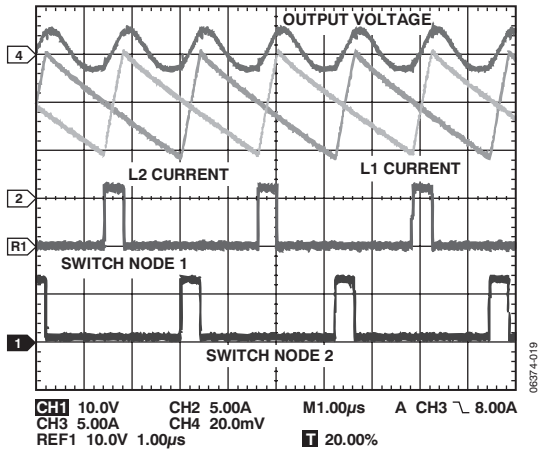 OUTPUT VOLTAGE
4
L2 CURRENT
L1 CURRENT
2
R1
SWITCH NODE 1
1
SWITCH NODE 2
06374-019
CH1 10.0V CH2 5.00A M1.00µs A CH3 8.00A
CH3 5.00A CH4 20.0mV
REF1 10.0V 1.00µs T 20.00%